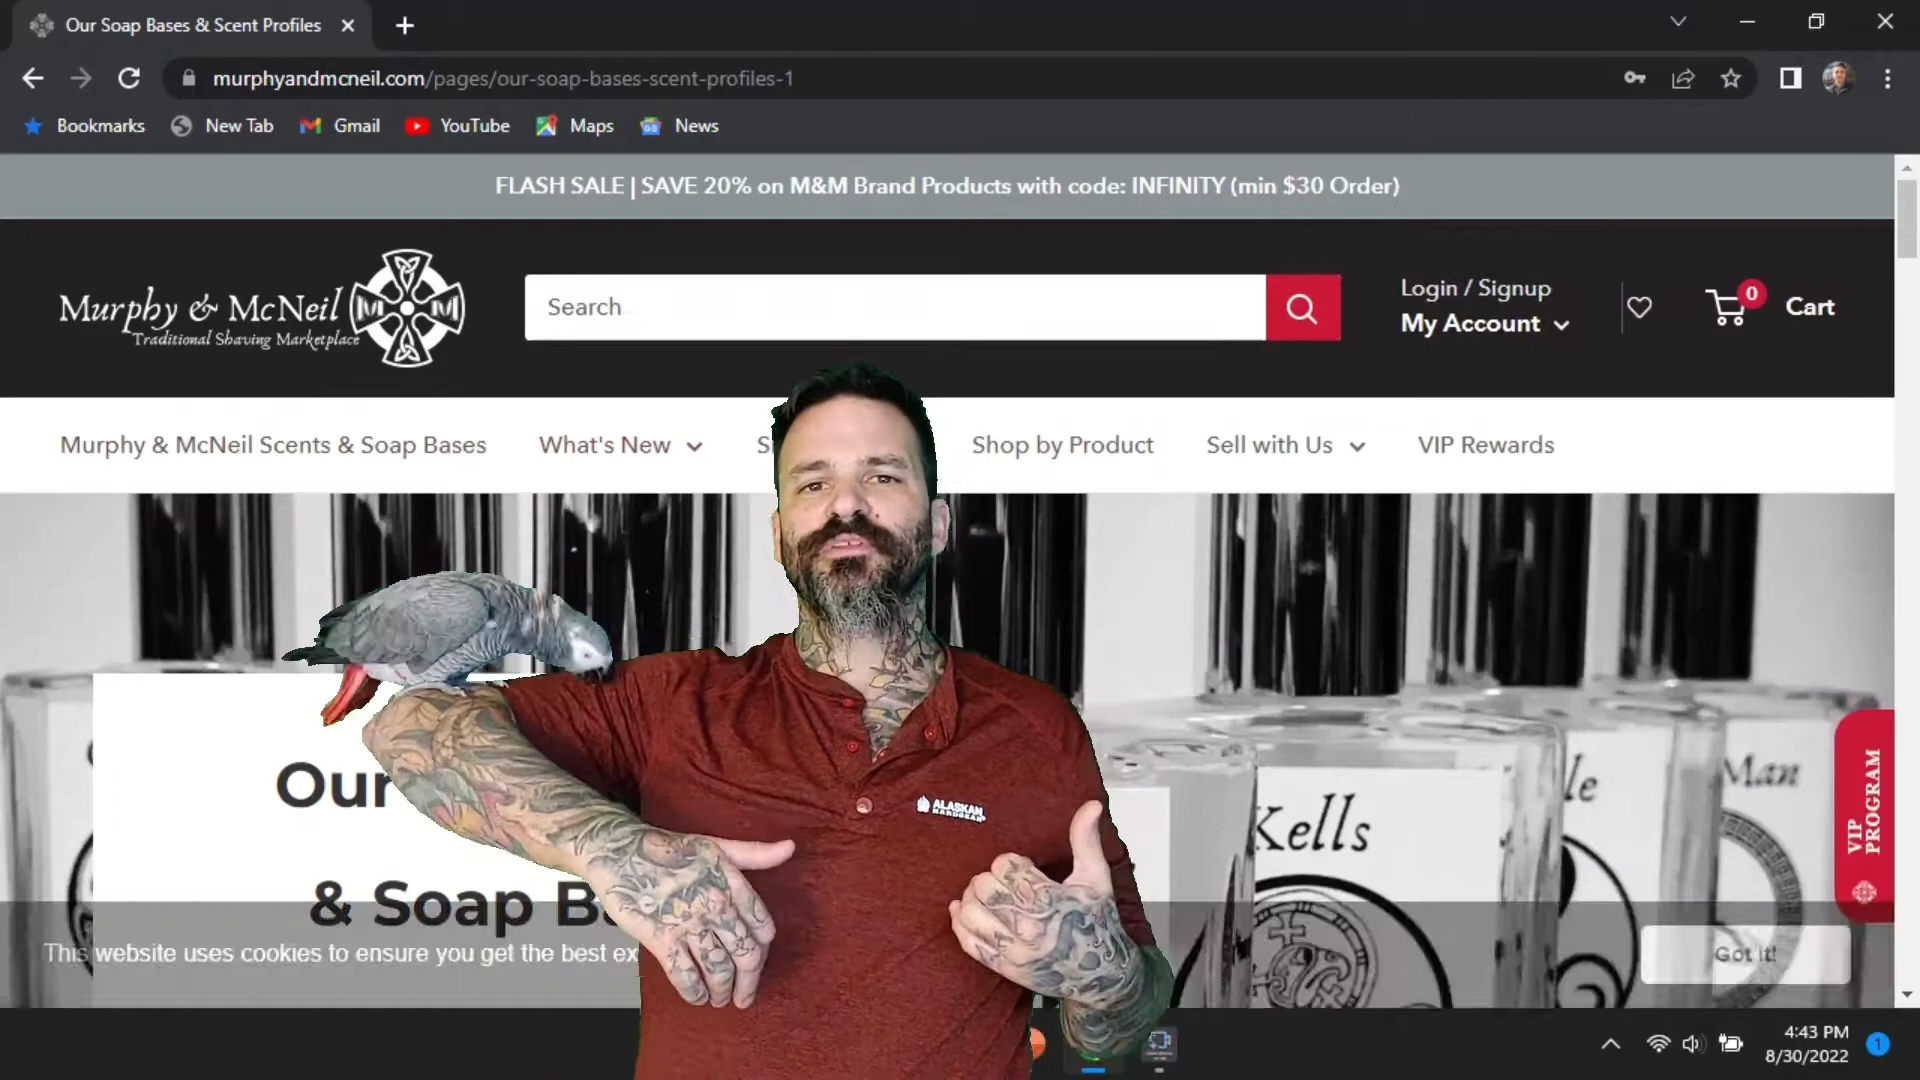 Our Soap Bases & Scent Profiles
murphyandmcneil.com/pages/our-soap-bases-scent-profiles-1
Bookmarks New Tab Gmail YouTube Maps News
FLASH SALE | SAVE 20% on M&M Brand Products with code: INFINITY (min $30 Order)
Murphy & McNeil M M
Traditional Shaving Marketplace
Search
Login / Signup
My Account
0 Cart
Murphy & McNeil Scents & Soap Bases What's New Shop by Product Sell with Us VIP Rewards
Our
& Soap
ALASKAN
HARDGEAR
Kells
Man
VIP PROGRAM
This website uses cookies to ensure you get the best
Got it!
4:43 PM
8/30/2022
1